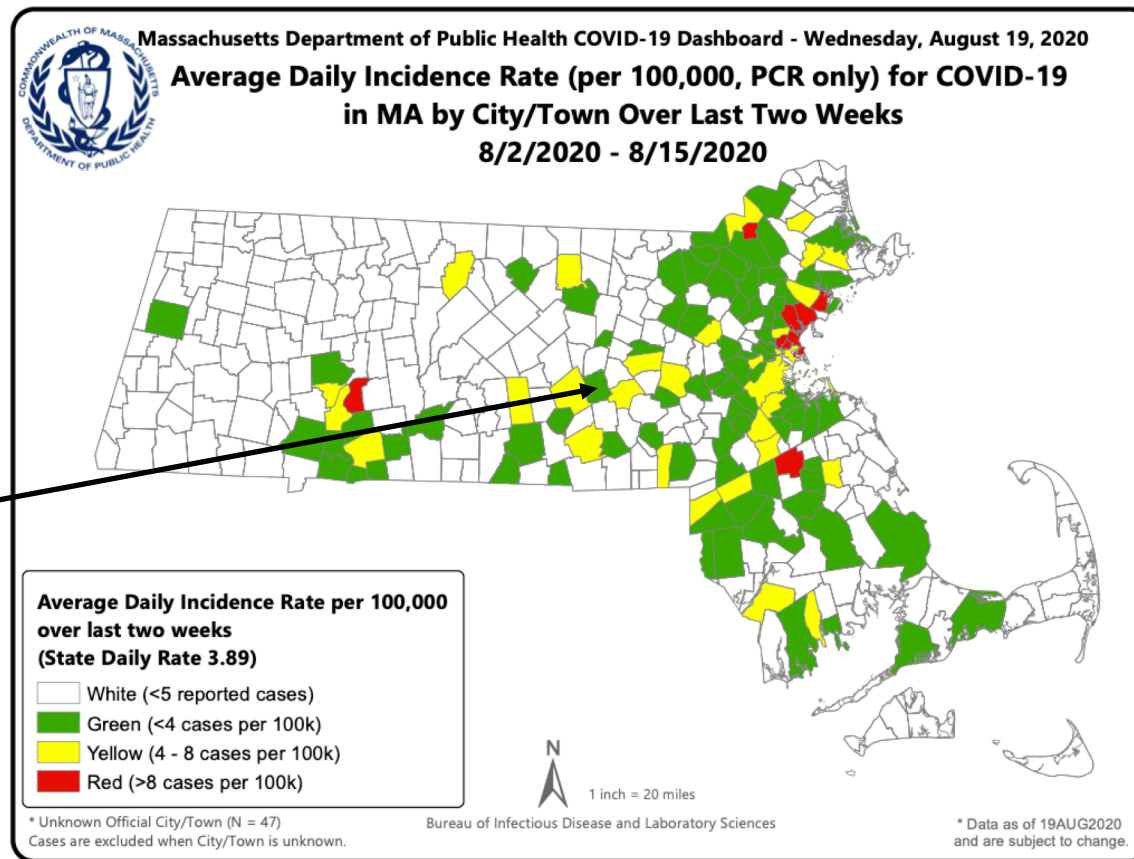 COMMONWEALTH OF MASSACHUSETTS
DEPARTMENT OF PUBLIC HEALTH
Massachusetts Department of Public Health COVID-19 Dashboard - Wednesday, August 19, 2020
Average Daily Incidence Rate (per 100,000, PCR only) for COVID-19
in MA by City/Town Over Last Two Weeks
8/2/2020 - 8/15/2020
Average Daily Incidence Rate per 100,000
over last two weeks
(State Daily Rate 3.89)
White (<5 reported cases)
Green (<4 cases per 100k)
Yellow (4 - 8 cases per 100k)
Red (>8 cases per 100k)
N
1 inch = 20 miles
* Unknown Official City/Town (N = 47)
Cases are excluded when City/Town is unknown.
Bureau of Infectious Disease and Laboratory Sciences
* Data as of 19AUG2020
and are subject to change.